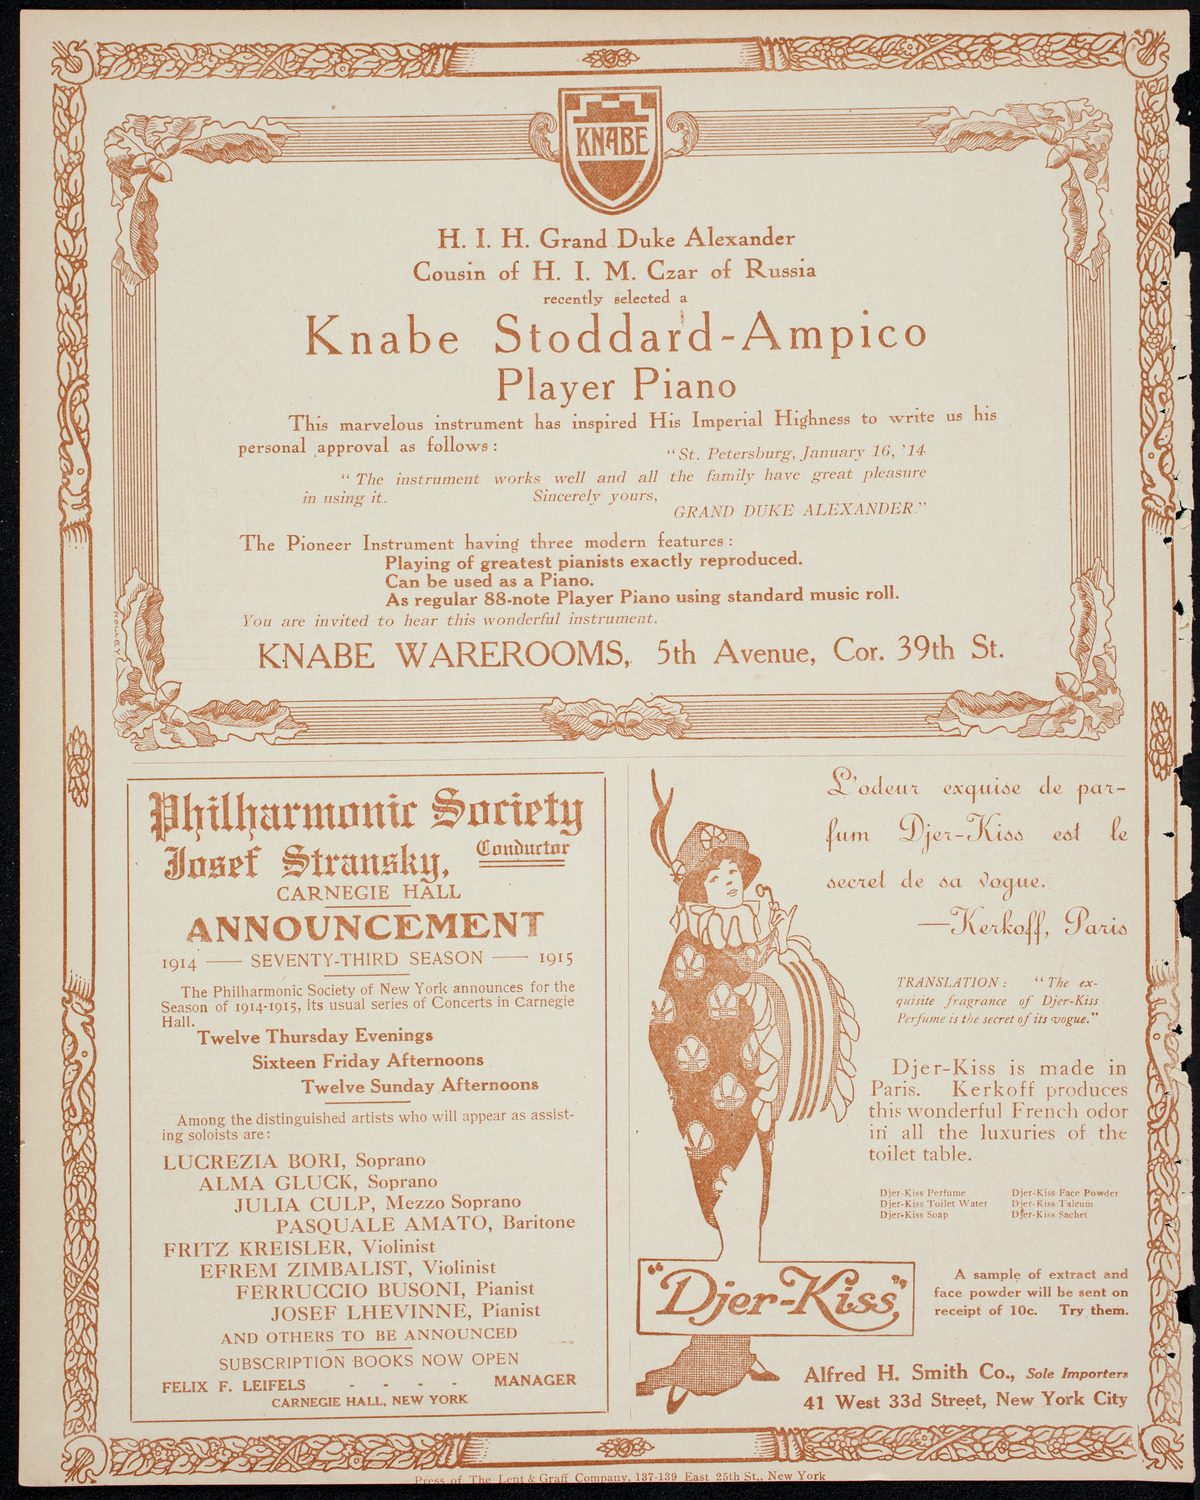 KNABE
H. I. H. Grand Duke Alexander
Cousin of H. I. M. Czar of Russia
recently selected a
Knabe Stoddard-Ampico
Player Piano
This marvelous instrument has inspired His Imperial Highness to write us his
personal approval as follows:
"St. Petersburg, January 16, '14
"The instrument works well and all the family have great pleasure
in using it. Sincerely yours,
GRAND DUKE ALEXANDER."
The Pioneer Instrument having three modern features:
Playing of greatest pianists exactly reproduced.
Can be used as a Piano.
As regular 88-note Player Piano using standard music roll.
You are invited to hear this wonderful instrument.
KNABE WAREROOMS, 5th Avenue, Cor. 39th St.
Philharmonic Society
Josef Stransky, Conductor
CARNEGIE HALL
ANNOUNCEMENT
1914 — SEVENTY-THIRD SEASON — 1915
The Philharmonic Society of New York announces for the
Season of 1914-1915, its usual series of Concerts in Carnegie
Hall.
Twelve Thursday Evenings
Sixteen Friday Afternoons
Twelve Sunday Afternoons
Among the distinguished artists who will appear as assist-
ing soloists are:
LUCREZIA BORI, Soprano
ALMA GLUCK, Soprano
JULIA CULP, Mezzo Soprano
PASQUALE AMATO, Baritone
FRITZ KREISLER, Violinist
EFREM ZIMBALIST, Violinist
FERRUCCIO BUSONI, Pianist
JOSEF LHEVINNE, Pianist
AND OTHERS TO BE ANNOUNCED
SUBSCRIPTION BOOKS NOW OPEN
FELIX F. LEIFELS - - - - MANAGER
CARNEGIE HALL, NEW YORK
L'odeur exquise de par-
fum Djer-Kiss est le
secret de sa vogue.
—Kerkoff, Paris
TRANSLATION: "The ex-
quisite fragrance of Djer-Kiss
Perfume is the secret of its vogue."
Djer-Kiss is made in
Paris. Kerkoff produces
this wonderful French odor
in all the luxuries of the
toilet table.
Djer-Kiss Perfume Djer-Kiss Face Powder
Djer-Kiss Toilet Water Djer-Kiss Talcum
Djer-Kiss Soap Djer-Kiss Sachet
"Djer-Kiss"
A sample of extract and
face powder will be sent on
receipt of 10c. Try them.
Alfred H. Smith Co., Sole Importers
41 West 33d Street, New York City
Press of The Lent & Graff Company, 137-139 East 25th St., New York